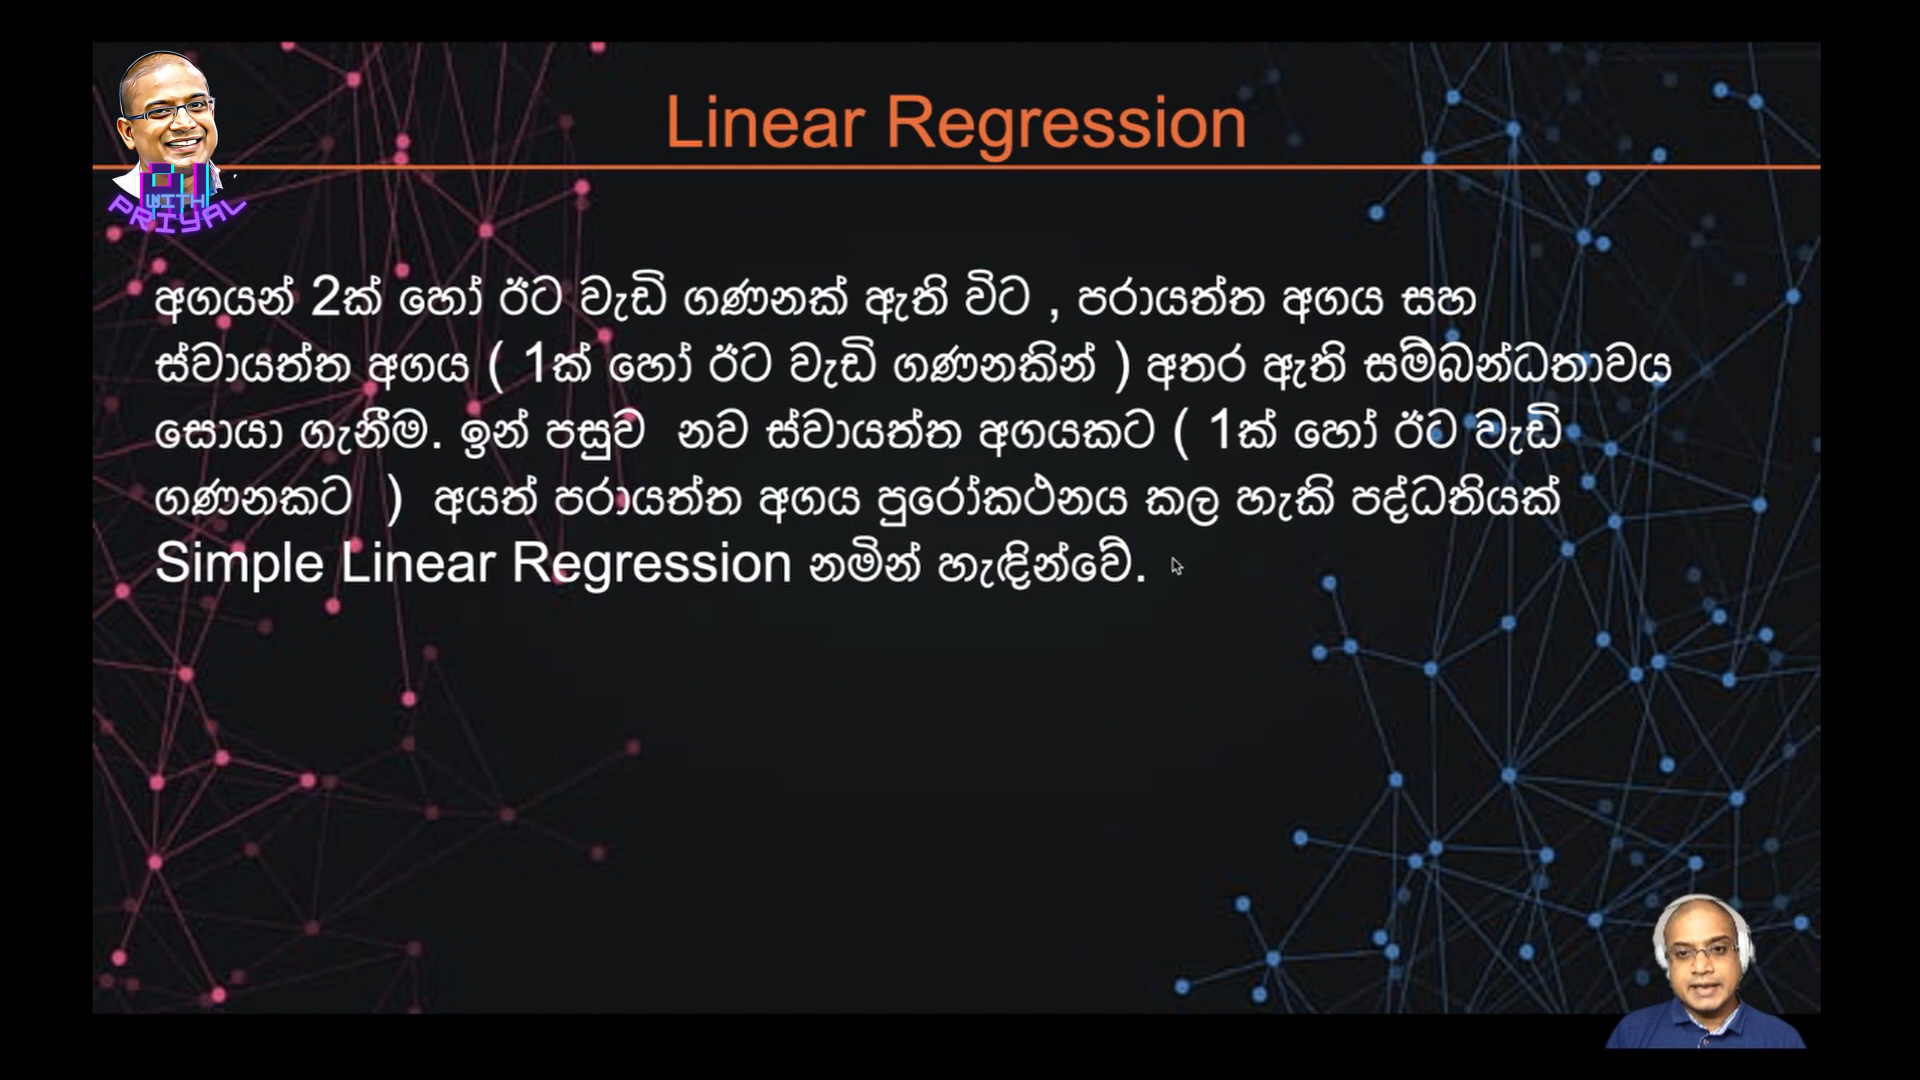 Linear Regression
WITH
PRIYAL
අගයන් 2ක් හෝ ඊට වැඩි ගණනක් ඇති විට , පරායත්ත අගය සහ
ස්වායත්ත අගය ( 1ක් හෝ ඊට වැඩි ගණනකින් ) අතර ඇති සම්බන්ධතාවය
සොයා ගැනීම. ඉන් පසුව නව ස්වායත්ත අගයකට ( 1ක් හෝ ඊට වැඩි
ගණනකට ) අයත් පරායත්ත අගය පුරෝකථනය කල හැකි පද්ධතියක්
Simple Linear Regression නමින් හැඳින්වේ.